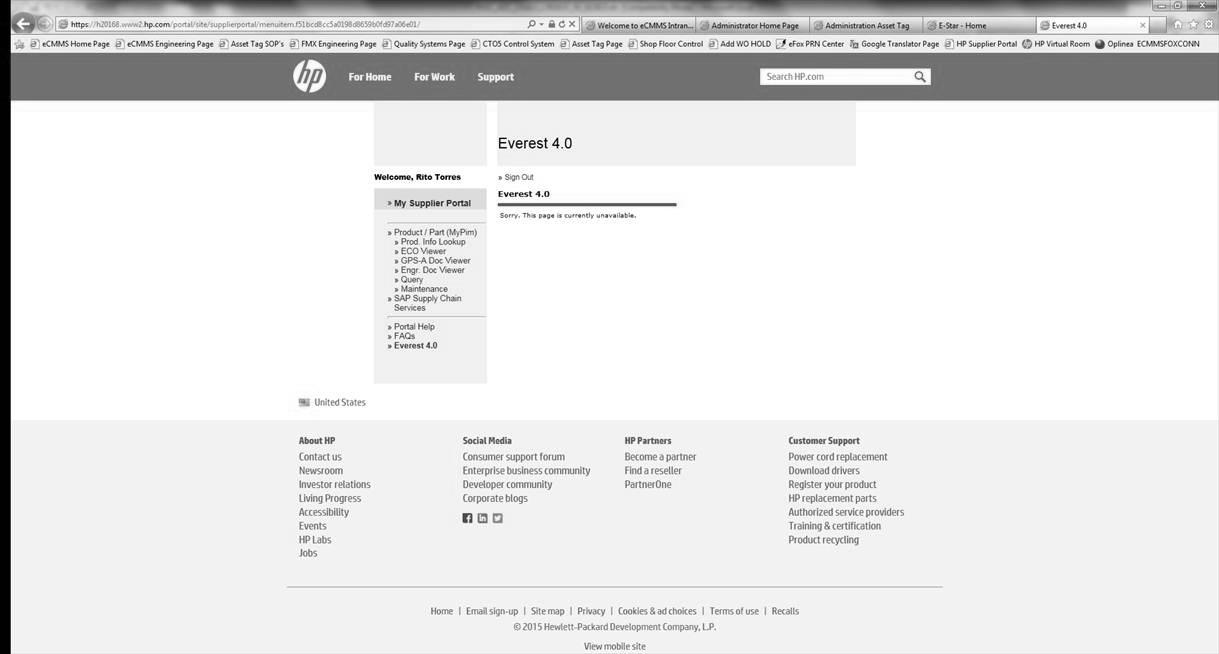 https://h20168.www2.hp.com/portal/site/supplierportal/menuitem.f51bcd8cc5a0198d8659b0fd97a06e01/
Welcome to eCMMS Intran...
Administrator Home Page
Administration Asset Tag
E-Star - Home
Everest 4.0
eCMMS Home Page
eCMMS Engineering Page
Asset Tag SOP's
FMX Engineering Page
Quality Systems Page
CTO5 Control System
Asset Tag Page
Shop Floor Control
Add WO HOLD
eFox PRN Center
Google Translator Page
HP Supplier Portal
HP Virtual Room
Oplinea
ECMMSFOXCONN
hp
For Home
For Work
Support
Search HP.com
Everest 4.0
Welcome, Rito Torres
» Sign Out
» My Supplier Portal
Everest 4.0
Sorry. This page is currently unavailable.
» Product / Part (MyPim)
» Prod. Info Lookup
» ECO Viewer
» GPS-A Doc Viewer
» Engr. Doc Viewer
» Query
» Maintenance
» SAP Supply Chain
Services
» Portal Help
» FAQs
» Everest 4.0
United States
About HP
Contact us
Newsroom
Investor relations
Living Progress
Accessibility
Events
HP Labs
Jobs
Social Media
Consumer support forum
Enterprise business community
Developer community
Corporate blogs
HP Partners
Become a partner
Find a reseller
PartnerOne
Customer Support
Power cord replacement
Download drivers
Register your product
HP replacement parts
Authorized service providers
Training & certification
Product recycling
Home | Email sign-up | Site map | Privacy | Cookies & ad choices | Terms of use | Recalls
© 2015 Hewlett-Packard Development Company, L.P.
View mobile site